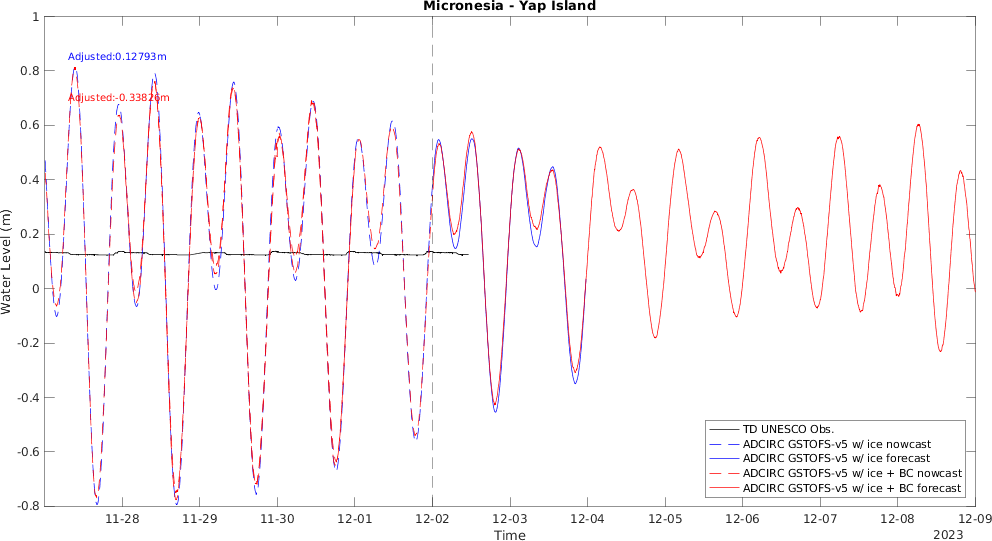 Micronesia - Yap Island
Adjusted:0.12793m
Adjusted:-0.33826m
Water Level (m)
1
0.8
0.6
0.4
0.2
0
-0.2
-0.4
-0.6
-0.8
TD UNESCO Obs.
ADCIRC GSTOFS-v5 w/ ice nowcast
ADCIRC GSTOFS-v5 w/ ice forecast
ADCIRC GSTOFS-v5 w/ ice + BC nowcast
ADCIRC GSTOFS-v5 w/ ice + BC forecast
11-28 11-29 11-30 12-01 12-02 12-03 12-04 12-05 12-06 12-07 12-08 12-09
Time
2023